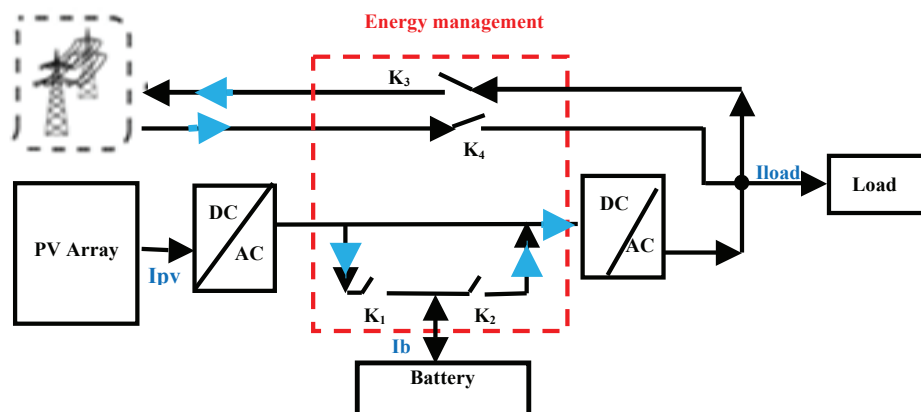 Energy management
K₃
K₄
Iload
Load
PV Array
DC
AC
DC
AC
Ipv
K₁
K₂
Ib
Battery